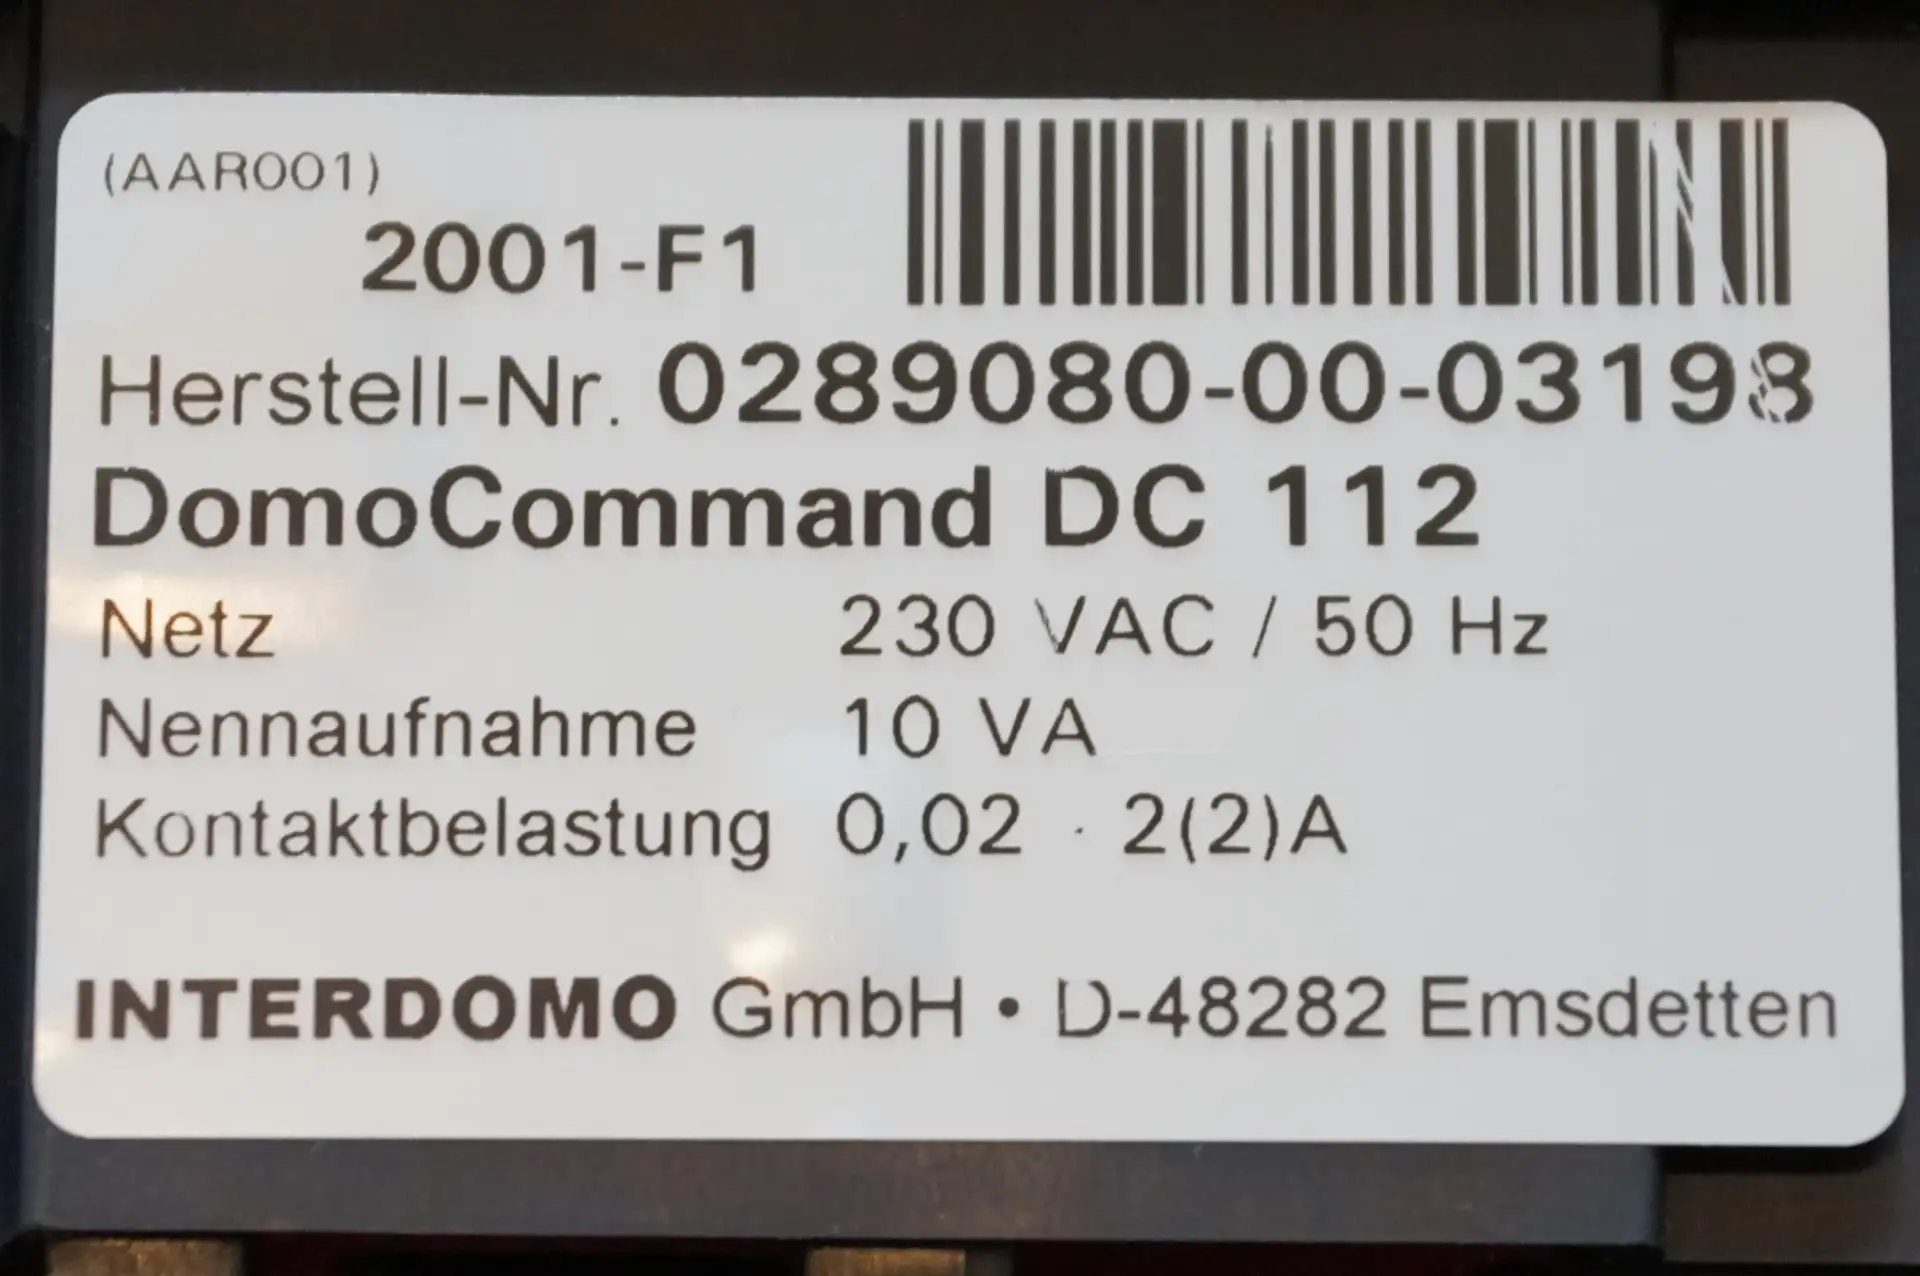 (AAR001)
2001-F1
Herstell-Nr. 0289080-00-03198
DomoCommand DC 112
Netz 230 VAC / 50 Hz
Nennaufnahme 10 VA
Kontaktbelastung 0,02 · 2(2)A
INTERDOMO GmbH • D-48282 Emsdetten